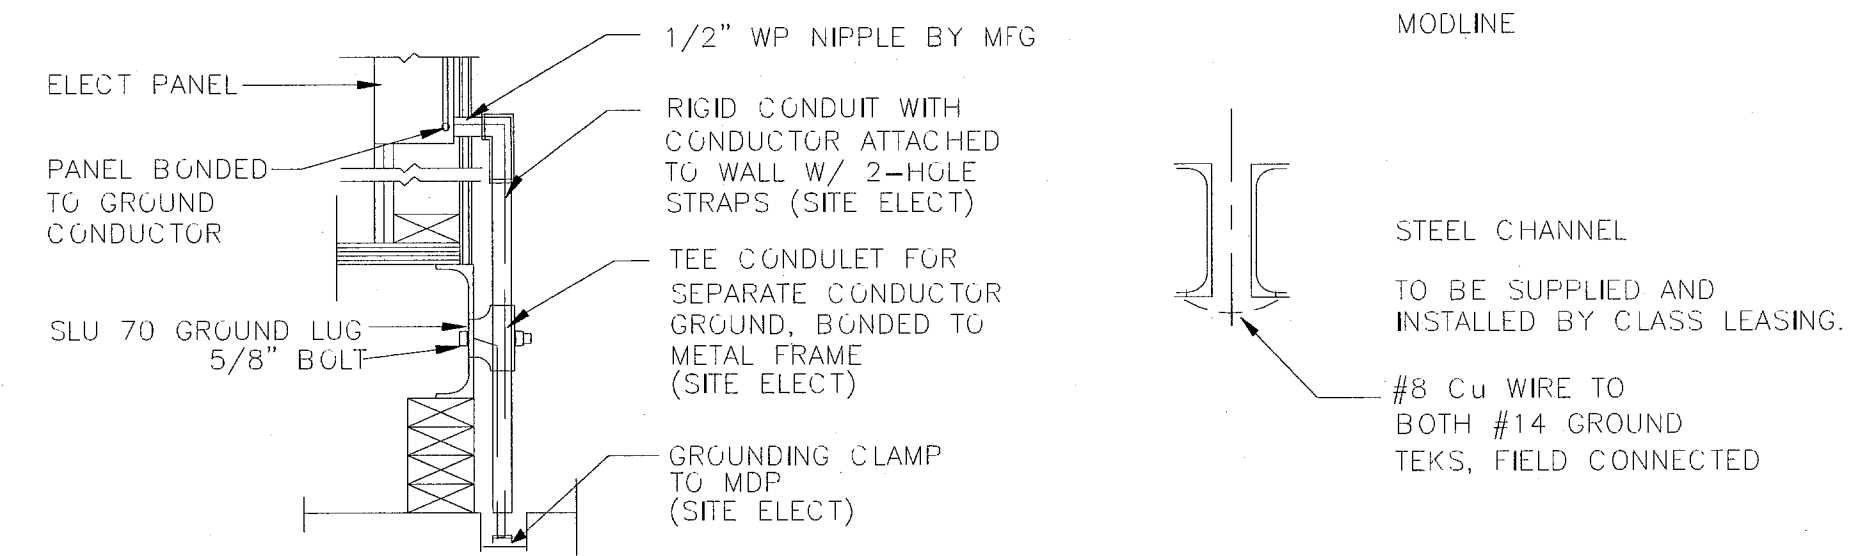 1/2" WP NIPPLE BY MFG
ELECT PANEL
RIGID CONDUIT WITH
CONDUCTOR ATTACHED
TO WALL W/ 2-HOLE
STRAPS (SITE ELECT)
PANEL BONDED
TO GROUND
CONDUCTOR
TEE CONDULET FOR
SEPARATE CONDUCTOR
GROUND, BONDED TO
METAL FRAME
(SITE ELECT)
SLU 70 GROUND LUG
5/8" BOLT
GROUNDING CLAMP
TO MDP
(SITE ELECT)
MODLINE
STEEL CHANNEL
TO BE SUPPLIED AND
INSTALLED BY CLASS LEASING.
#8 Cu WIRE TO
BOTH #14 GROUND
TEKS, FIELD CONNECTED